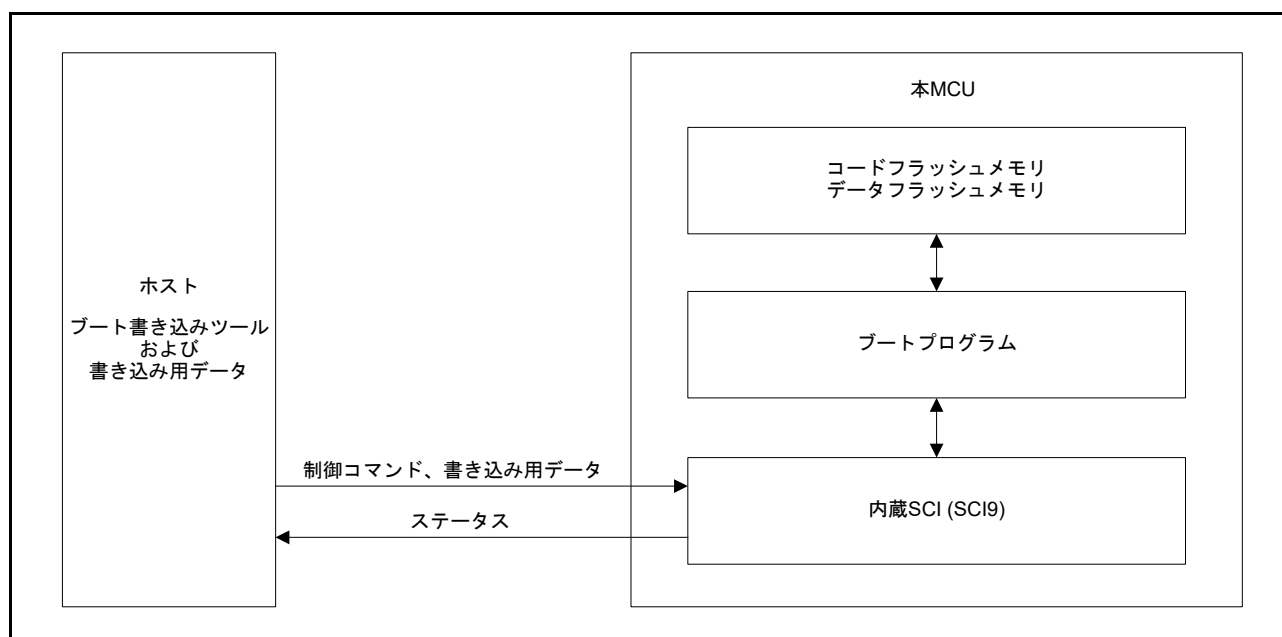 本MCU
コードフラッシュメモリ
データフラッシュメモリ
ホスト
ブート書き込みツール
および
書き込み用データ
ブートプログラム
制御コマンド、書き込み用データ
ステータス
内蔵SCI (SCI9)